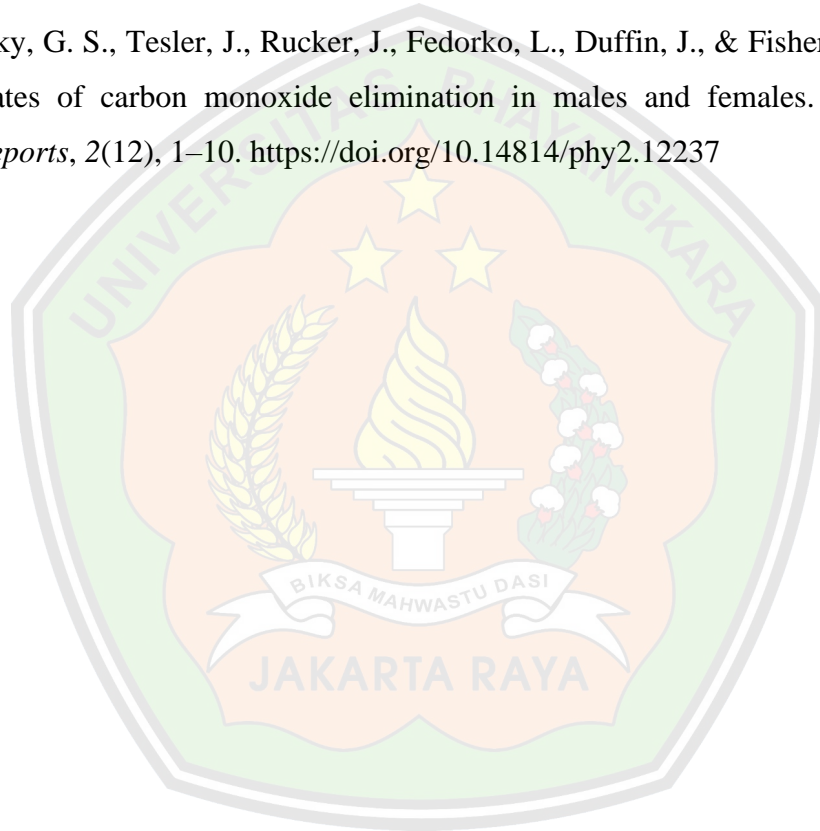 ky, G. S., Tesler, J., Rucker, J., Fedorko, L., Duffin, J., & Fisher
ates of carbon monoxide elimination in males and females.
eports, 2(12), 1–10. https://doi.org/10.14814/phy2.12237
UNIVERSITAS BHAYANGKARA
BIKSA MAHWASTU DASI
JAKARTA RAYA